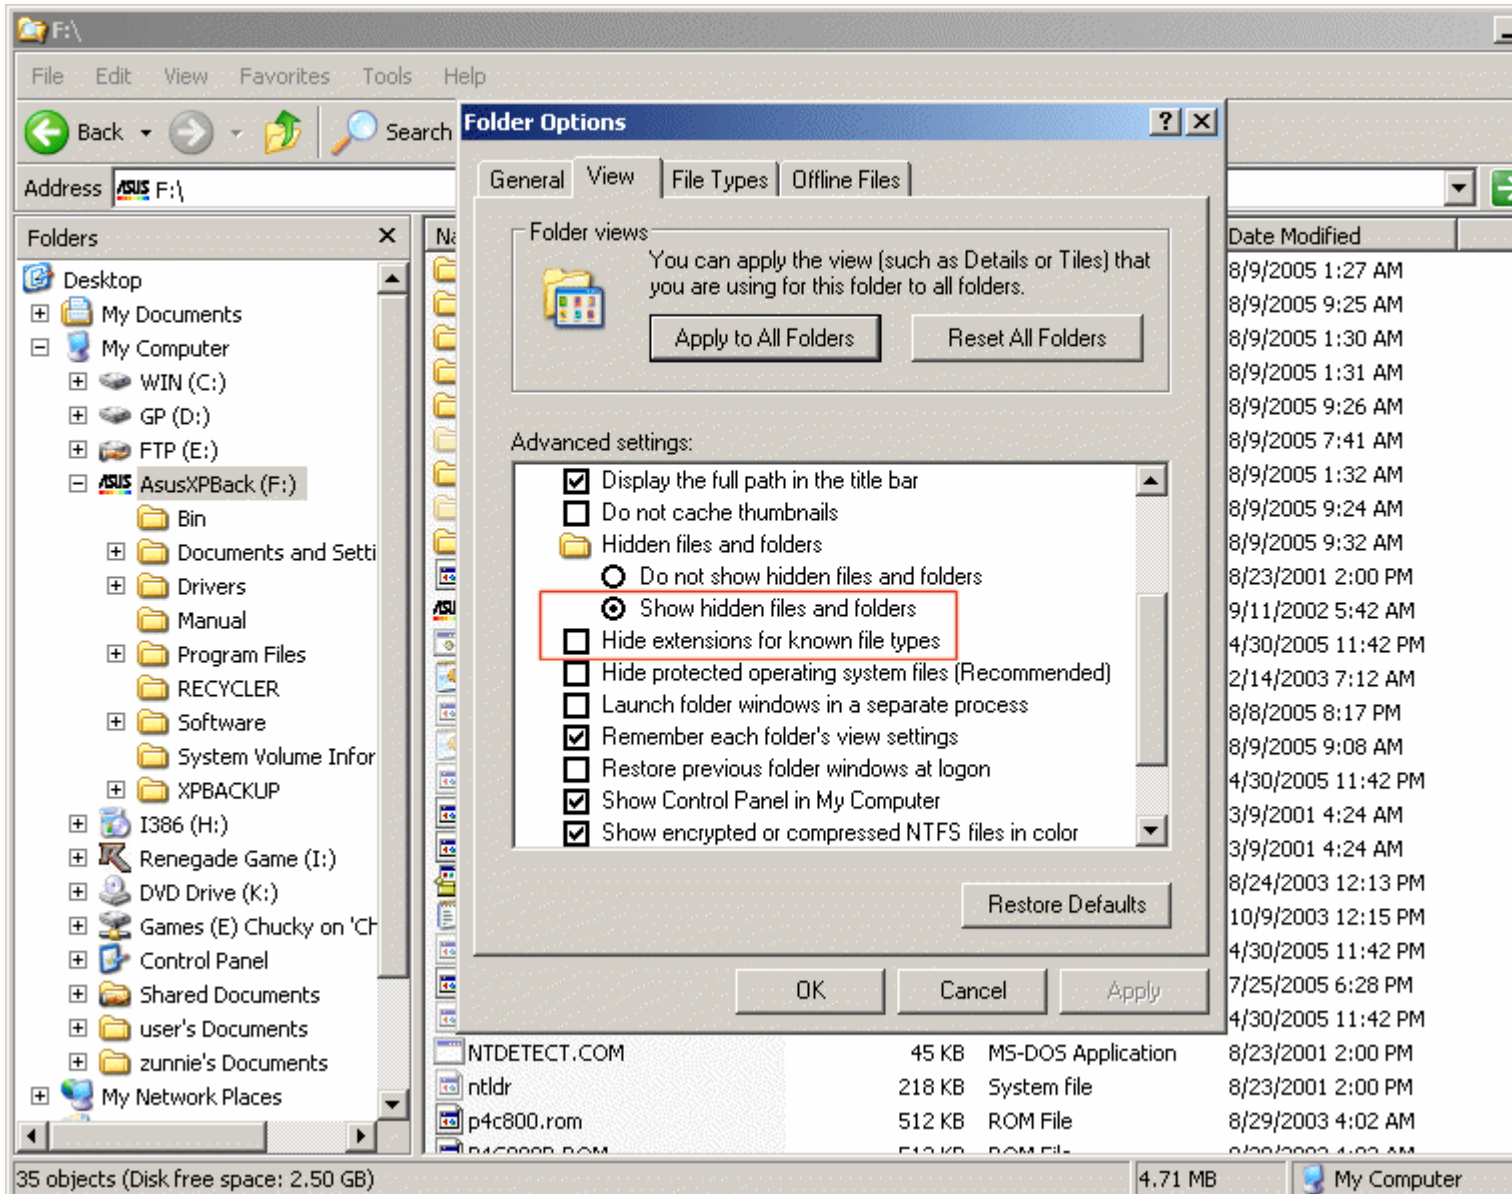 F:\
File Edit View Favorites Tools Help
Back Search
Address ASUS F:\
Folders
Desktop
My Documents
My Computer
WIN (C:)
GP (D:)
FTP (E:)
ASUS AsusXPBack (F:)
Bin
Documents and Setti
Drivers
Manual
Program Files
RECYCLER
Software
System Volume Infor
XPBACKUP
I386 (H:)
Renegade Game (I:)
DVD Drive (K:)
Games (E) Chucky on 'Ch
Control Panel
Shared Documents
user's Documents
zunnie's Documents
My Network Places
Folder Options
General View File Types Offline Files
Folder views
You can apply the view (such as Details or Tiles) that
you are using for this folder to all folders.
Apply to All Folders Reset All Folders
Advanced settings:
Display the full path in the title bar
Do not cache thumbnails
Hidden files and folders
Do not show hidden files and folders
Show hidden files and folders
Hide extensions for known file types
Hide protected operating system files (Recommended)
Launch folder windows in a separate process
Remember each folder's view settings
Restore previous folder windows at logon
Show Control Panel in My Computer
Show encrypted or compressed NTFS files in color
Restore Defaults
OK Cancel Apply
Date Modified
8/9/2005 1:27 AM
8/9/2005 9:25 AM
8/9/2005 1:30 AM
8/9/2005 1:31 AM
8/9/2005 9:26 AM
8/9/2005 7:41 AM
8/9/2005 1:32 AM
8/9/2005 9:24 AM
8/9/2005 9:32 AM
8/23/2001 2:00 PM
9/11/2002 5:42 AM
4/30/2005 11:42 PM
2/14/2003 7:12 AM
8/8/2005 8:17 PM
8/9/2005 9:08 AM
4/30/2005 11:42 PM
3/9/2001 4:24 AM
3/9/2001 4:24 AM
8/24/2003 12:13 PM
10/9/2003 12:15 PM
4/30/2005 11:42 PM
7/25/2005 6:28 PM
4/30/2005 11:42 PM
NTDETECT.COM 45 KB MS-DOS Application 8/23/2001 2:00 PM
ntldr 218 KB System file 8/23/2001 2:00 PM
p4c800.rom 512 KB ROM File 8/29/2003 4:02 AM
35 objects (Disk free space: 2.50 GB) 4.71 MB My Computer